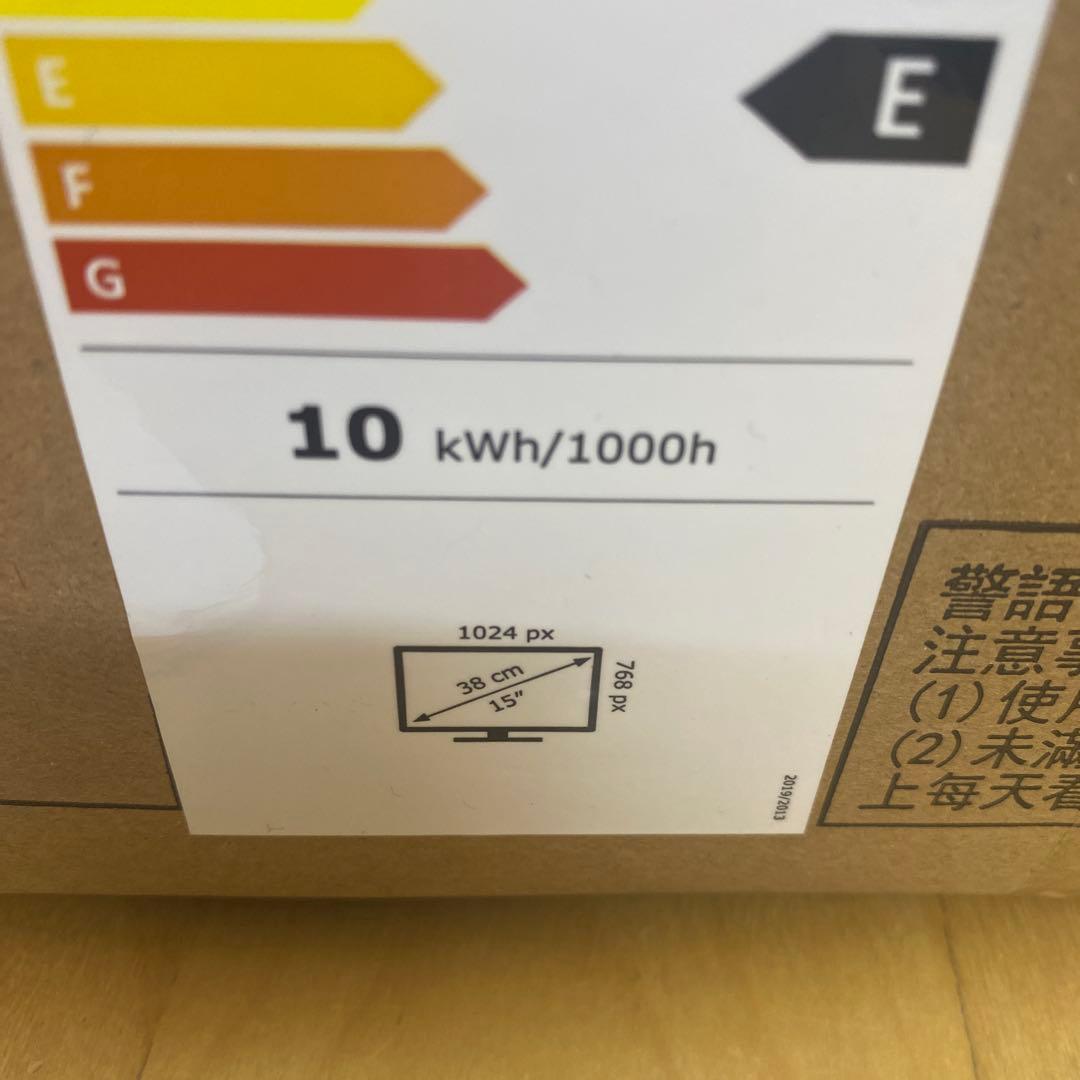 E
E
F
G
10 kWh/1000h
1024 px
768 px
38 cm
15"
2019/2013
警語
注意事
(1) 使用
(2) 未滿
上每天看